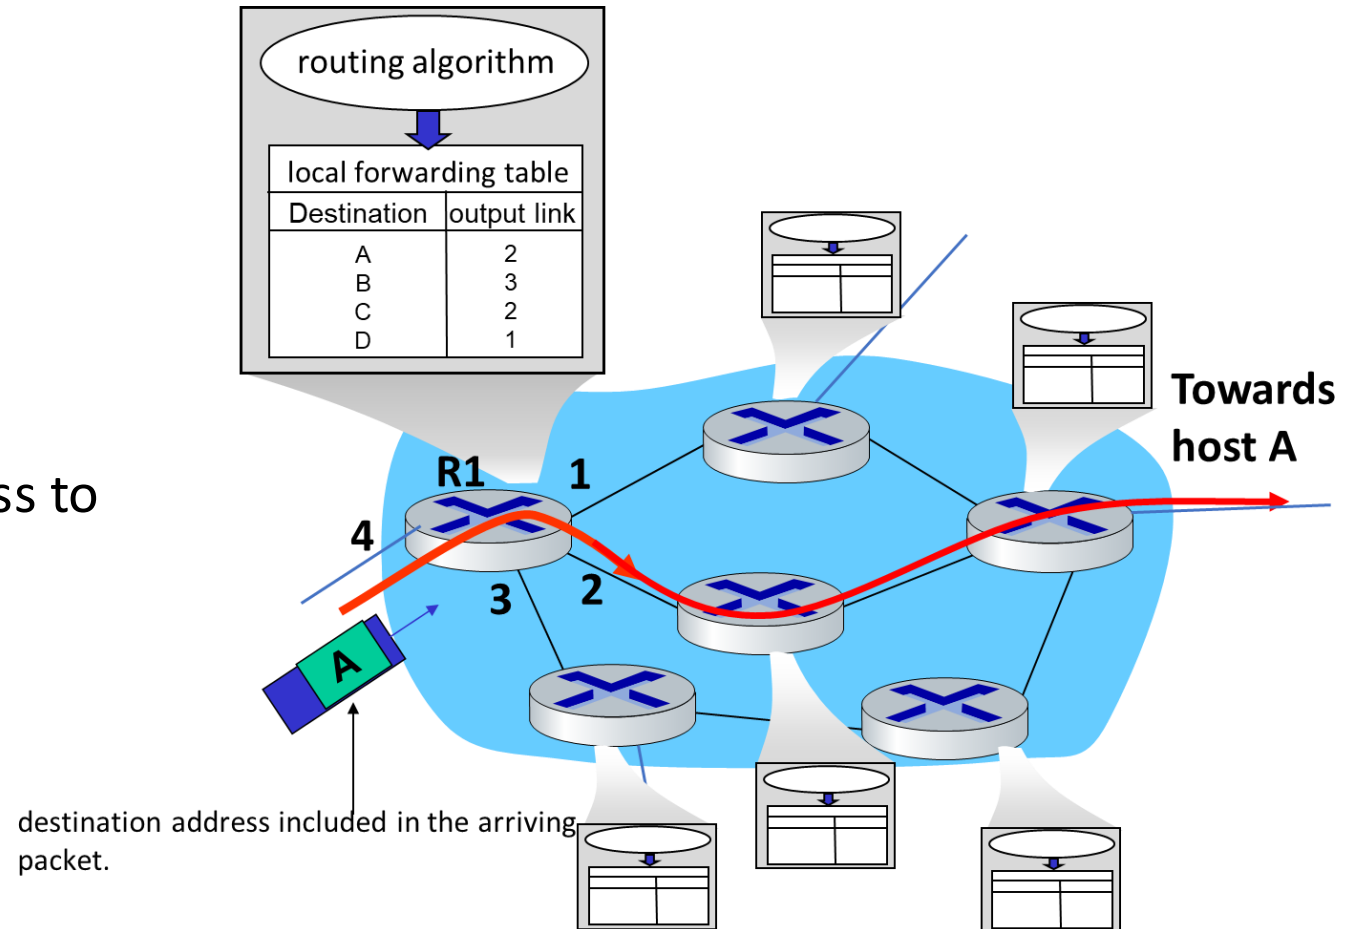 routing algorithm
local forwarding table
Destination output link
A 2
B 3
C 2
D 1
Towards
host A
R1
1
ss to
4
3
2
A
destination address included in the arriving
packet.